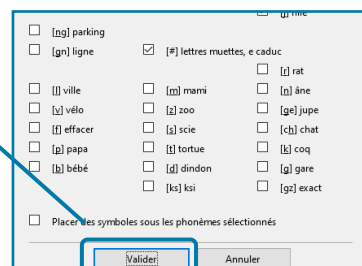 [ng] parking
[gn] ligne [#] lettres muettes, e caduc
[r] rat
[l] ville [m] mami [n] âne
[v] vélo [z] zoo [ge] jupe
[f] effacer [s] scie [ch] chat
[p] papa [t] tortue [k] coq
[b] bébé [d] dindon [g] gare
[ks] ksi [gz] exact
Placer des symboles sous les phonèmes sélectionnés
Valider Annuler